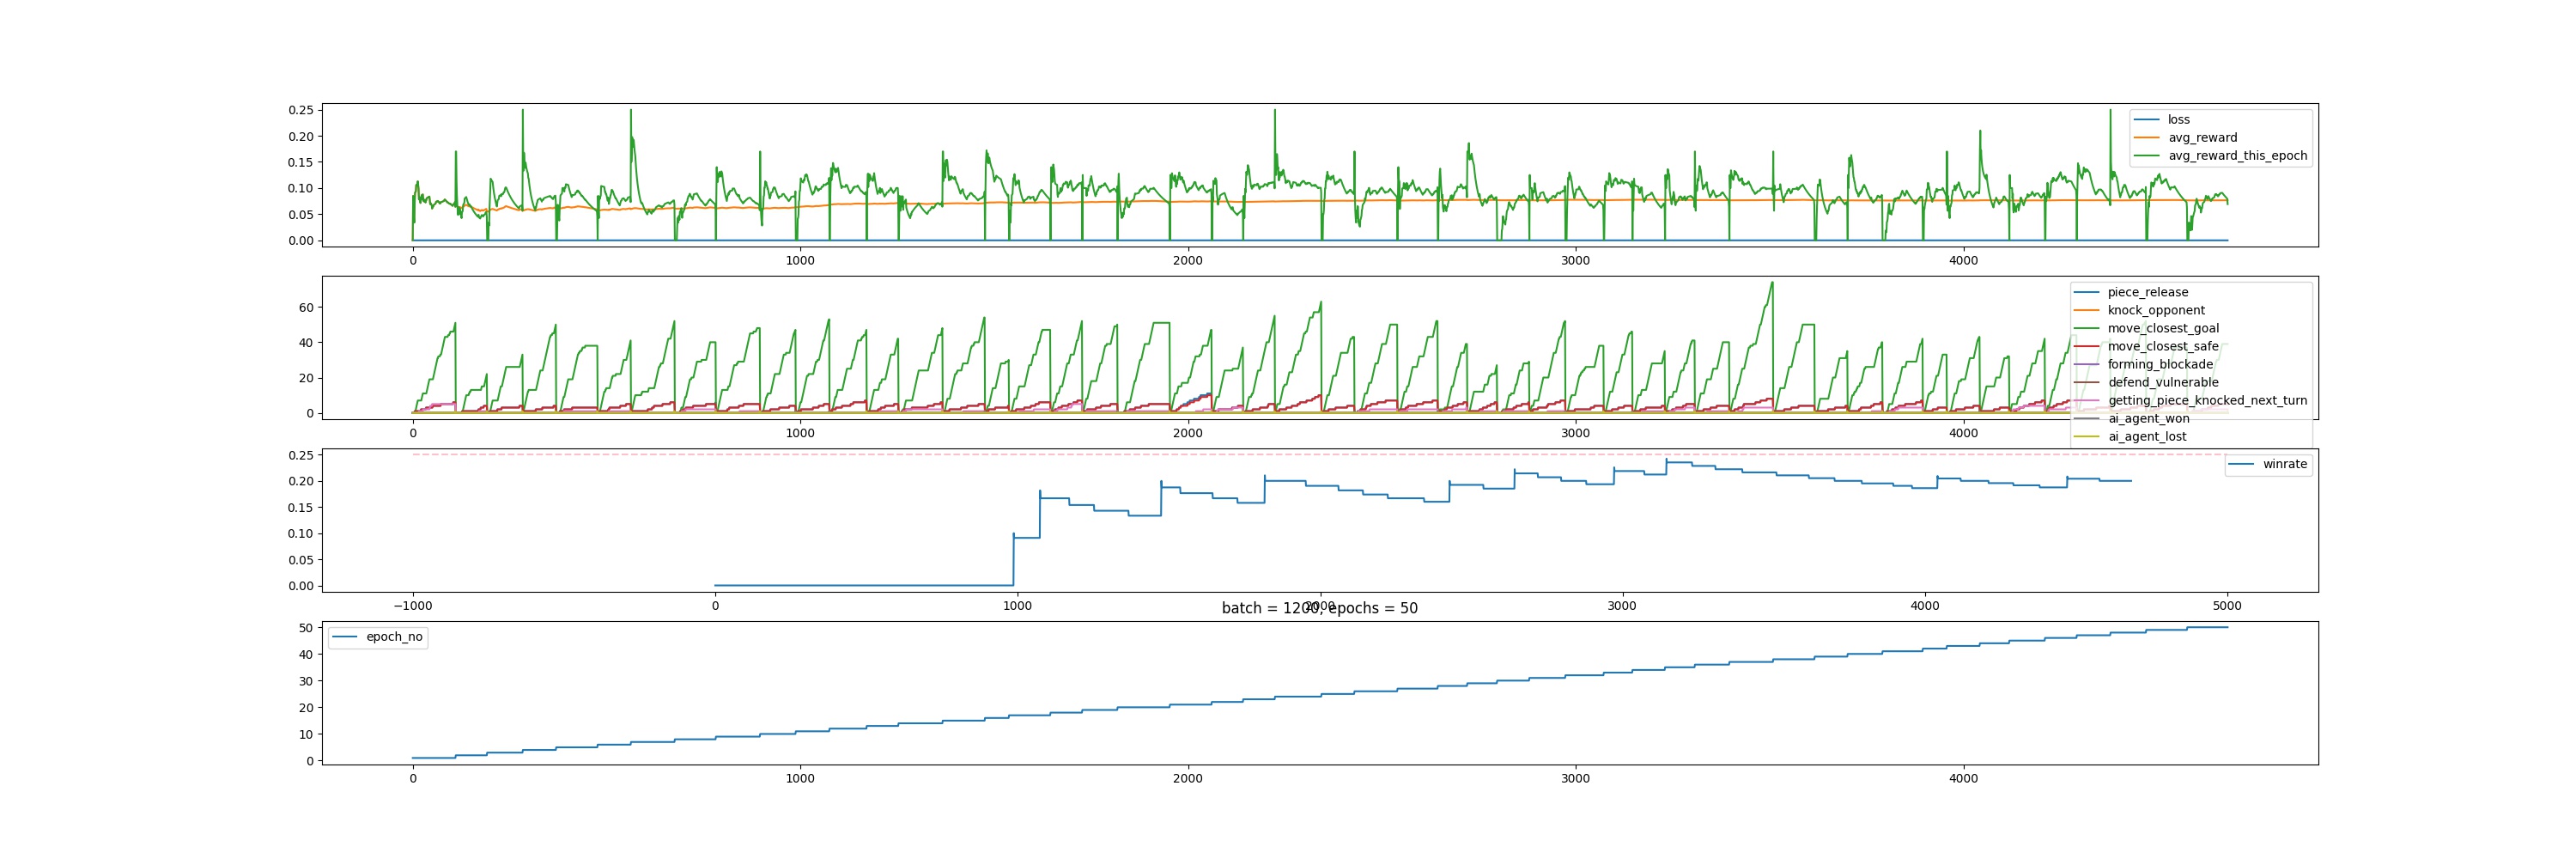 0.25
0.20
0.15
0.10
0.05
0.00
loss
avg_reward
avg_reward_this_epoch
0 1000 2000 3000 4000
60
40
20
0
piece_release
knock_opponent
move_closest_goal
move_closest_safe
forming_blockade
defend_vulnerable
getting_piece_knocked_next_turn
ai_agent_won
ai_agent_lost
0 1000 2000 3000 4000
0.25
0.20
0.15
0.10
0.05
0.00
winrate
−1000 0 1000 2000 3000 4000 5000
batch = 1200, epochs = 50
50
40
30
20
10
0
epoch_no
0 1000 2000 3000 4000